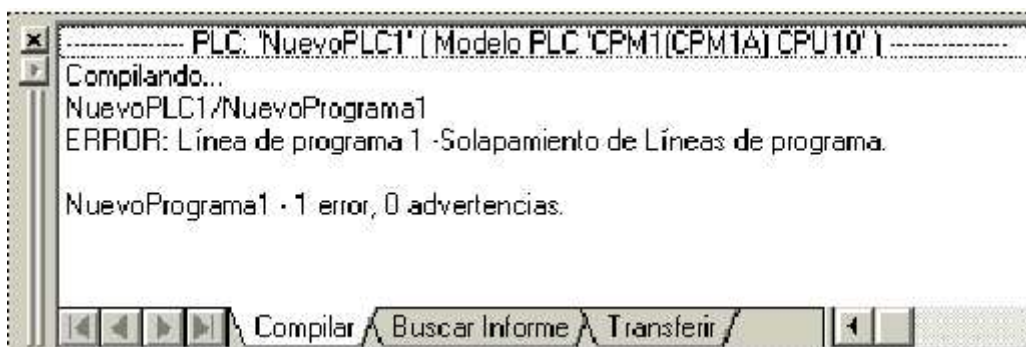 --------------- PLC: 'NuevoPLC1' ( Modelo PLC 'CPM1(CPM1A) CPU10' ) ---------------
Compilando...
NuevoPLC1/NuevoPrograma1
ERROR: Línea de programa 1 -Solapamiento de Líneas de programa.
NuevoPrograma1 - 1 error, 0 advertencias.
Compilar Buscar Informe Transferir